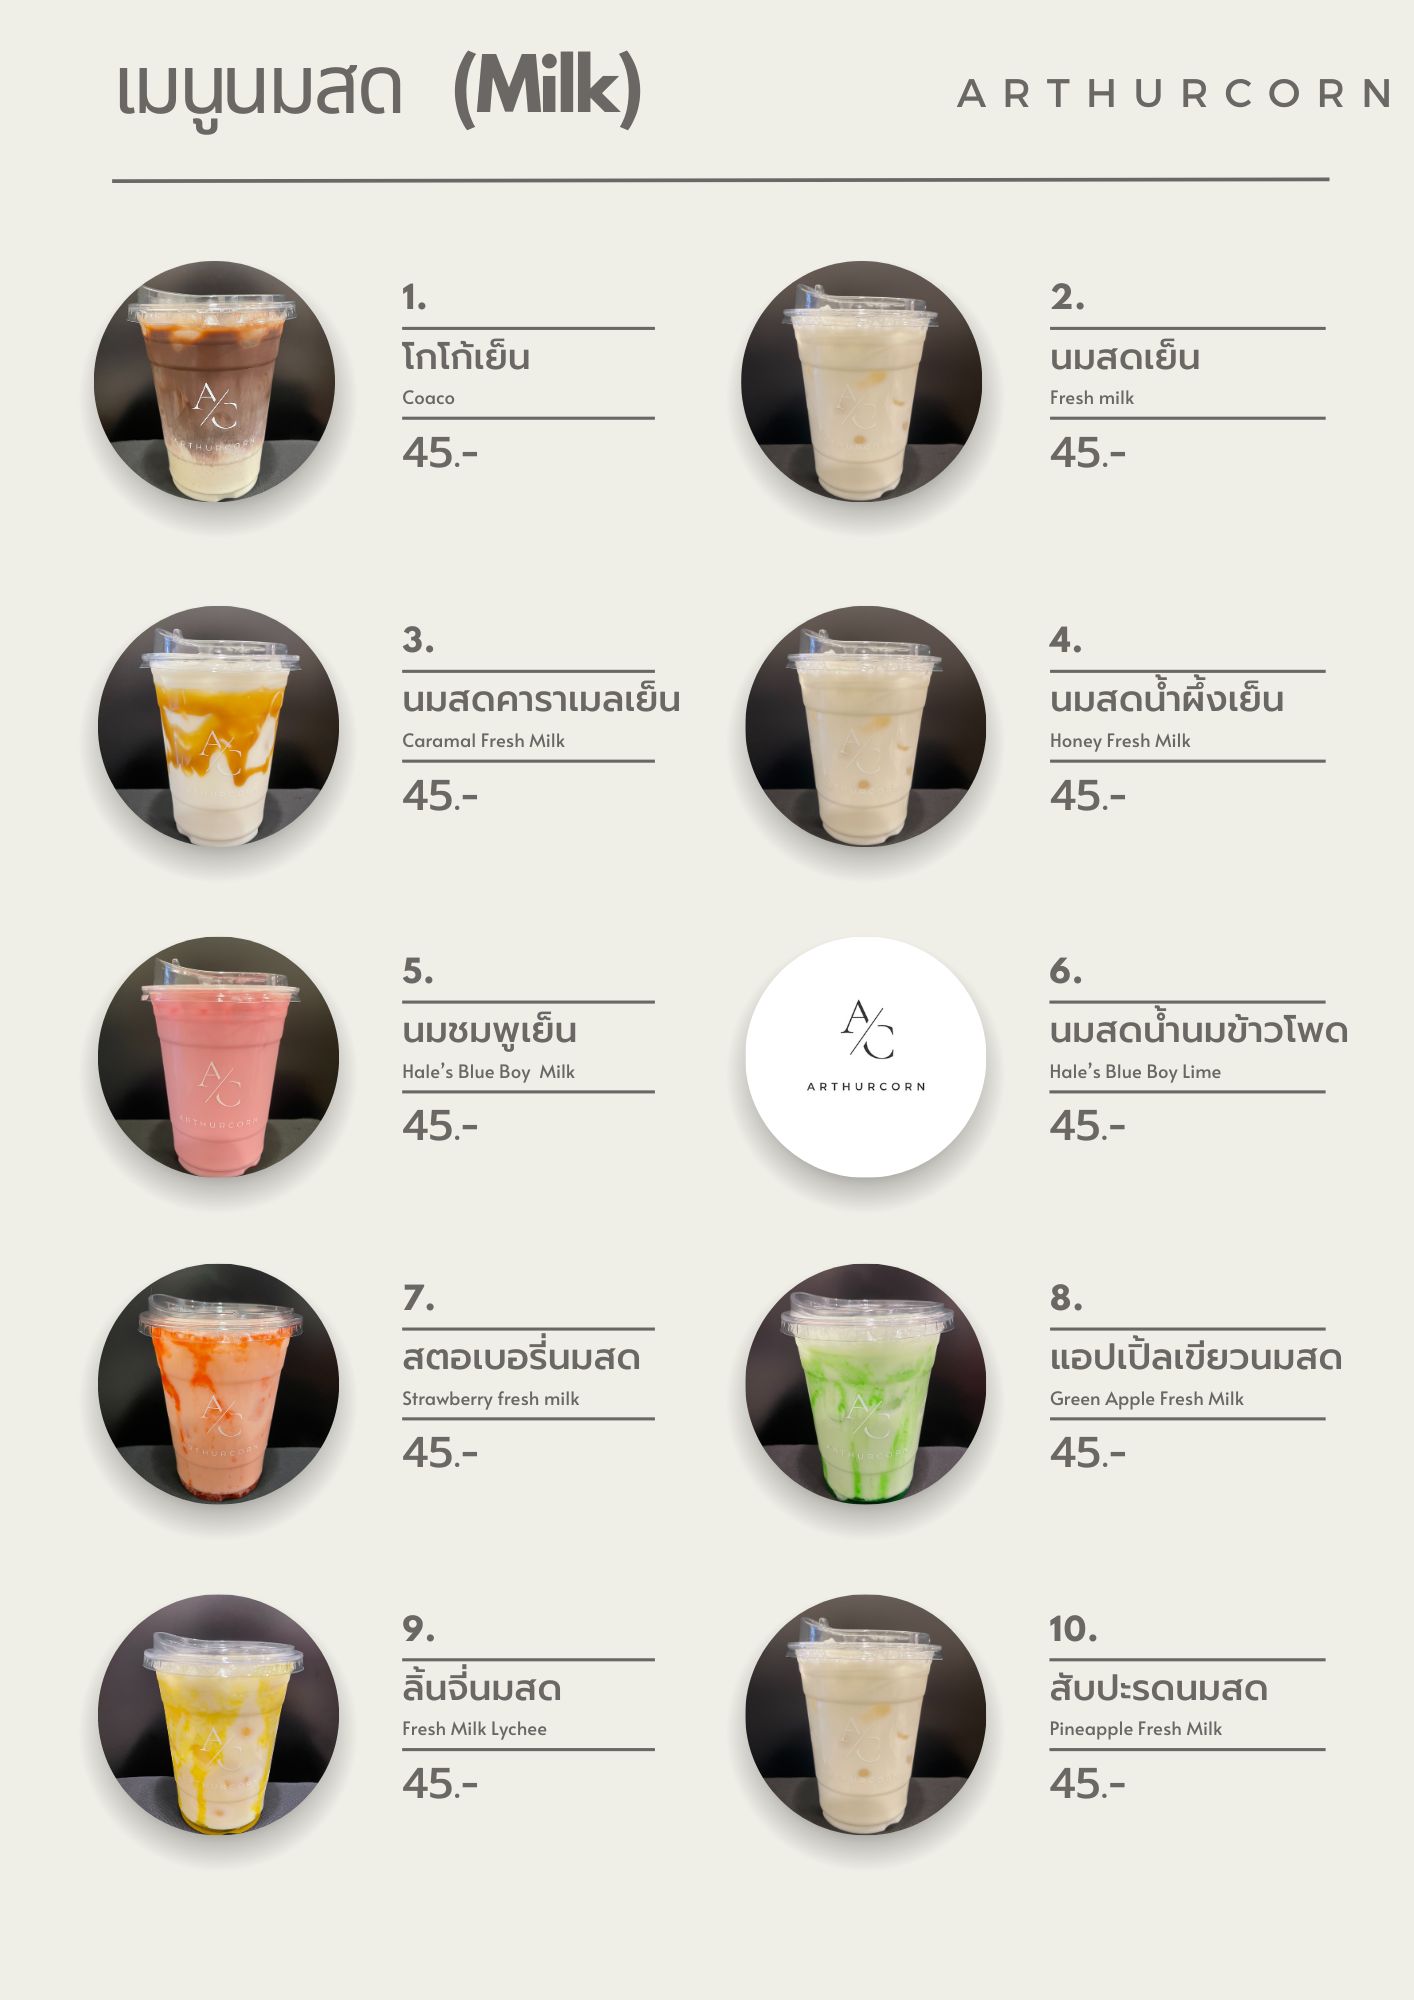 เมนูนมสด (Milk)
ARTHURCORN
1.
โกโก้เย็น
Coaco
45.-
2.
นมสดเย็น
Fresh milk
45.-
3.
นมสดคาราเมลเย็น
Caramal Fresh Milk
45.-
4.
นมสดน้ำผึ้งเย็น
Honey Fresh Milk
45.-
5.
นมชมพูเย็น
Hale's Blue Boy Milk
45.-
6.
นมสดน้ำนมข้าวโพด
Hale's Blue Boy Lime
45.-
A/C
ARTHURCORN
7.
สตอเบอรี่นมสด
Strawberry fresh milk
45.-
8.
แอปเปิ้ลเขียวนมสด
Green Apple Fresh Milk
45.-
9.
ลิ้นจี่นมสด
Fresh Milk Lychee
45.-
10.
สับปะรดนมสด
Pineapple Fresh Milk
45.-